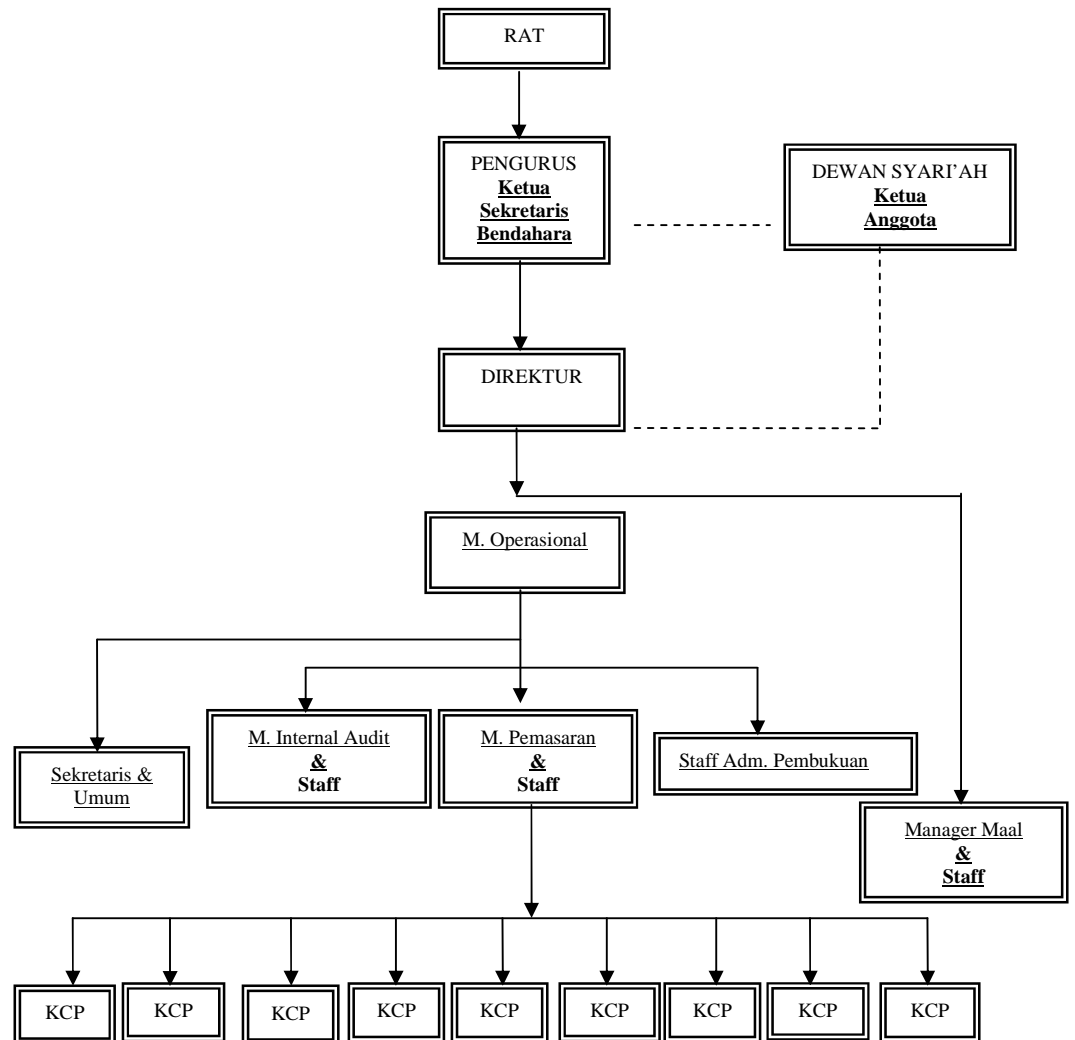 RAT
PENGURUS
Ketua
Sekretaris
Bendahara
DEWAN SYARI'AH
Ketua
Anggota
DIREKTUR
M. Operasional
Sekretaris &
Umum
M. Internal Audit
&
Staff
M. Pemasaran
&
Staff
Staff Adm. Pembukuan
Manager Maal
&
Staff
KCP
KCP
KCP
KCP
KCP
KCP
KCP
KCP
KCP